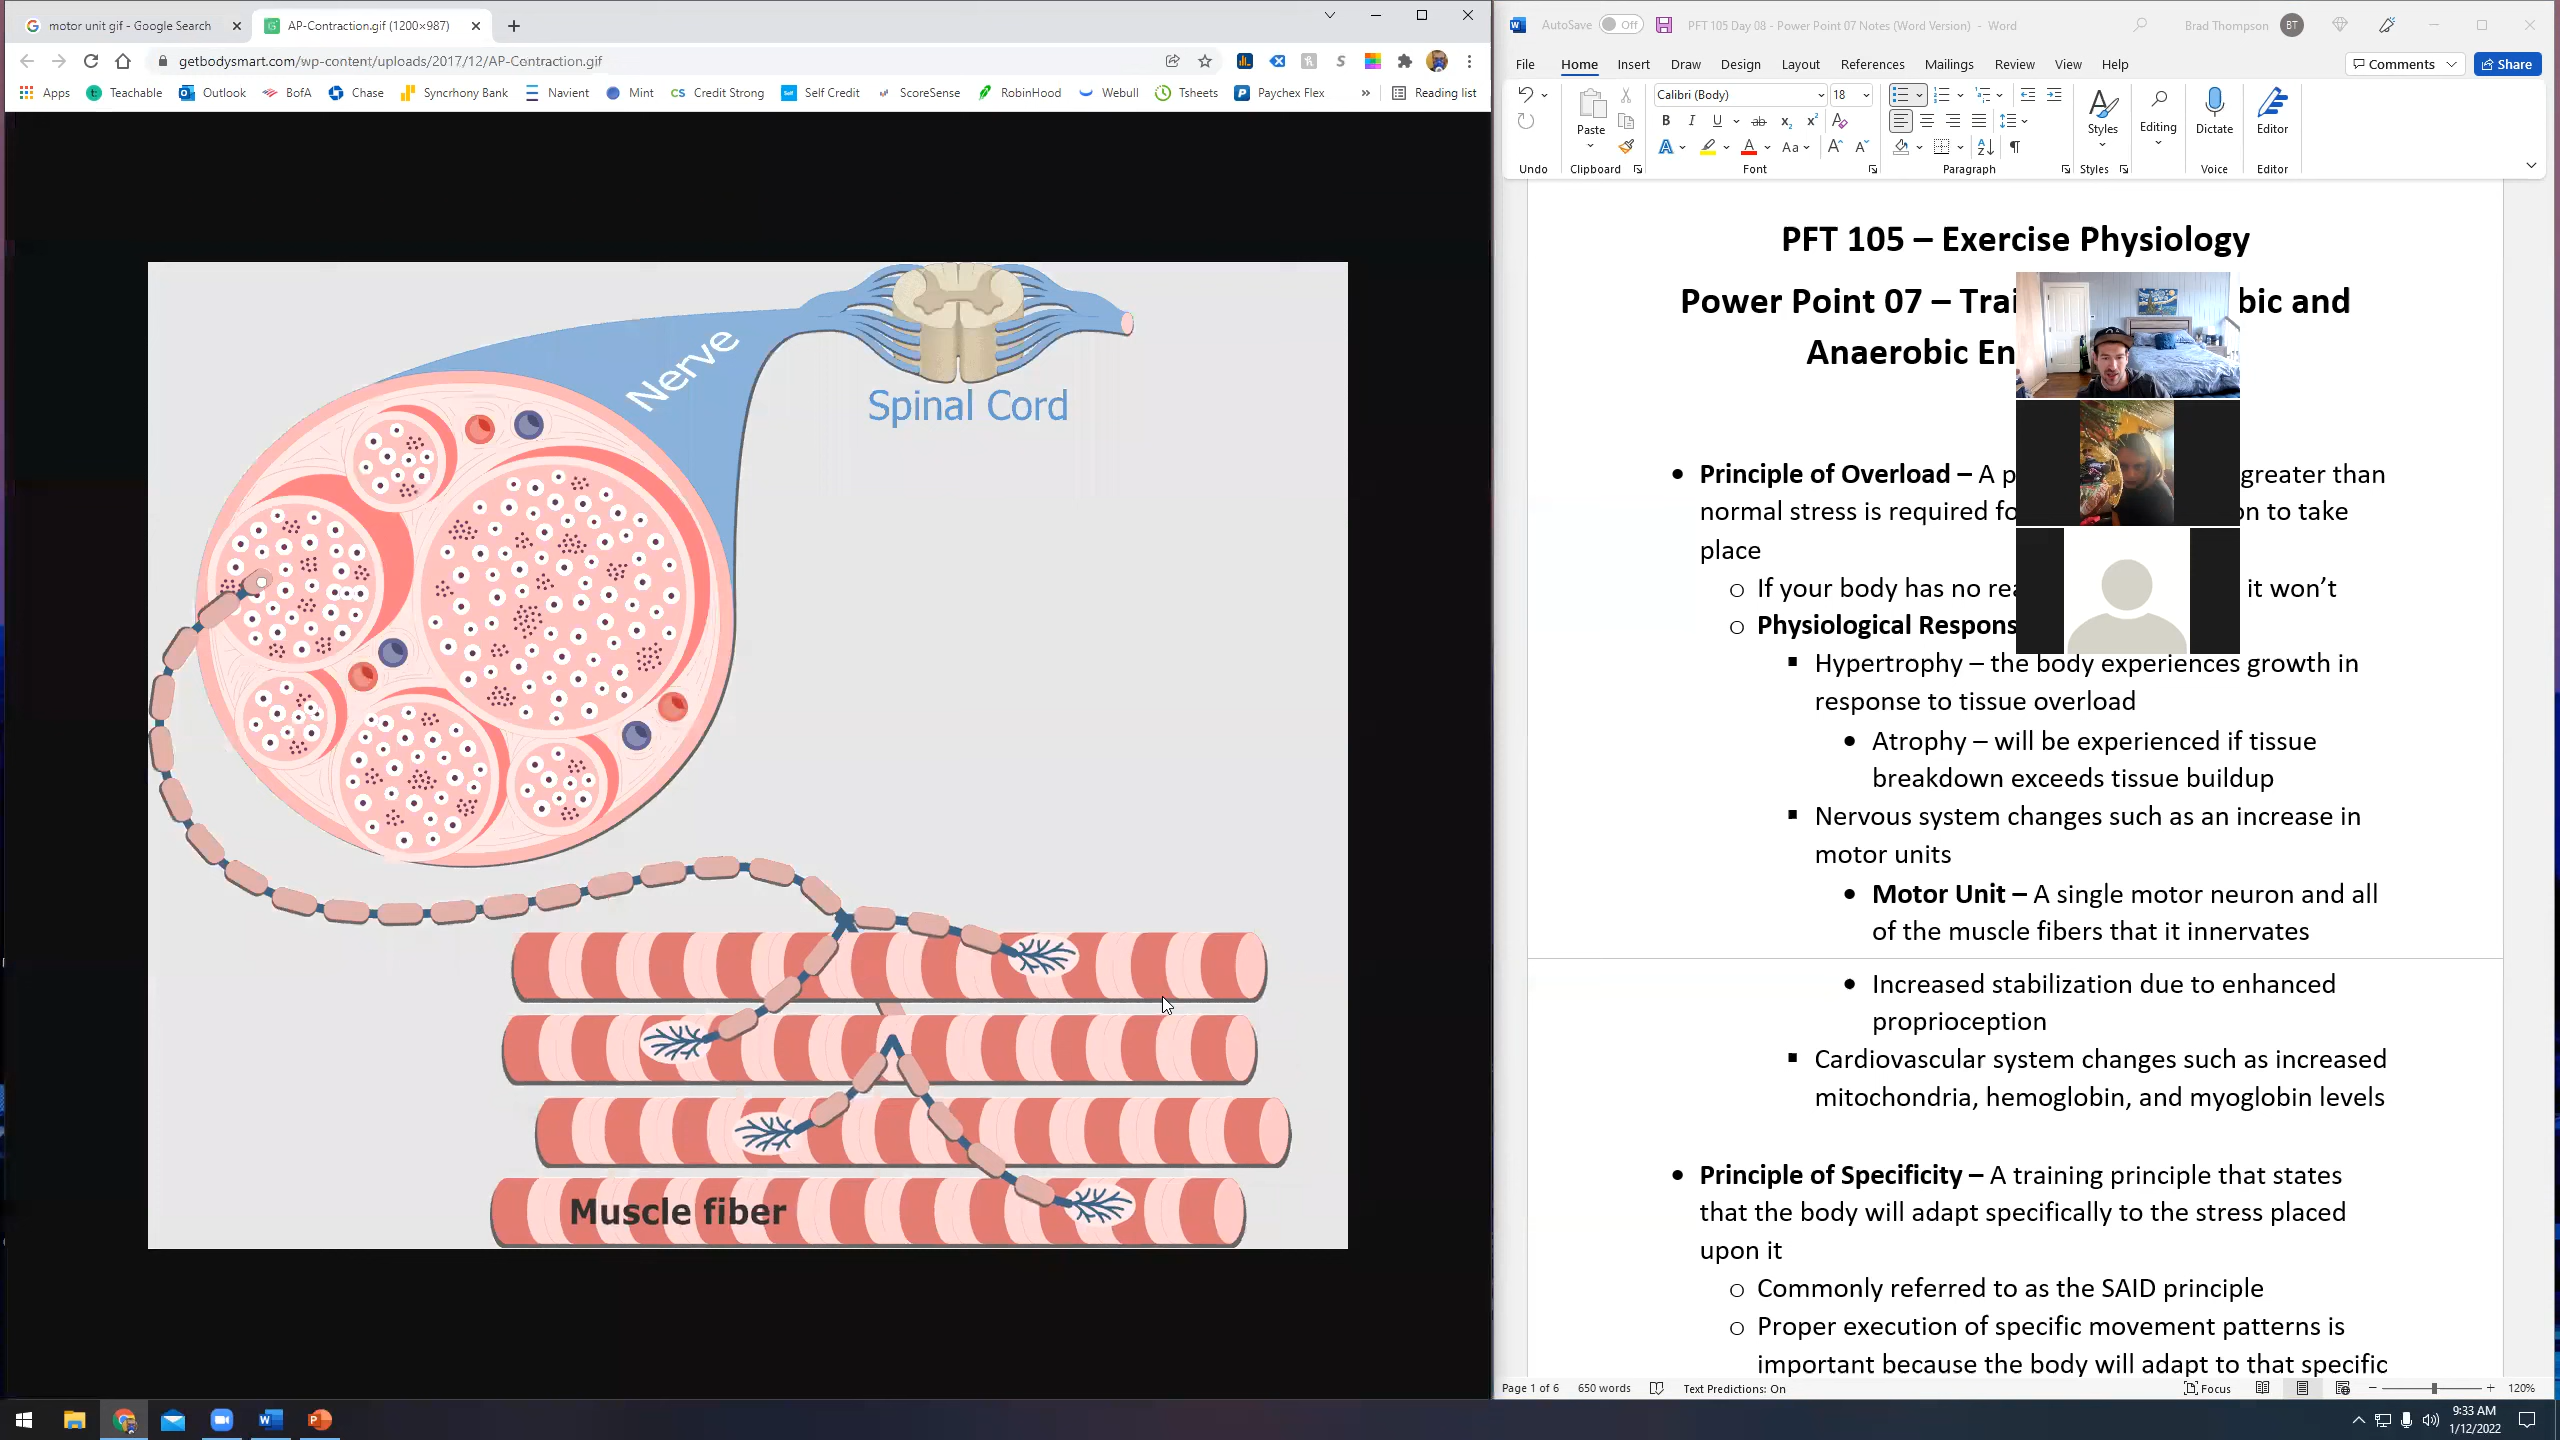 motor unit gif - Google Search
AP-Contraction.gif (1200×987)
getbodysmart.com/wp-content/uploads/2017/12/AP-Contraction.gif
Apps Teachable Outlook BofA Chase Syncrhony Bank Navient Mint Credit Strong Self Credit ScoreSense RobinHood Webull Tsheets Paychex Flex » Reading list
Nerve
Spinal Cord
Muscle fiber
AutoSave Off PFT 105 Day 08 - Power Point 07 Notes (Word Version) - Word Brad Thompson BT
File Home Insert Draw Design Layout References Mailings Review View Help Comments Share
Calibri (Body) 18
Paste Styles Editing Dictate Editor
Undo Clipboard Font Paragraph Styles Voice Editor
PFT 105 – Exercise Physiology
Power Point 07 – Trai bic and
Anaerobic En
• Principle of Overload – A p greater than
normal stress is required fo n to take
place
o If your body has no rea it won’t
o Physiological Respons
▪ Hypertrophy – the body experiences growth in
response to tissue overload
• Atrophy – will be experienced if tissue
breakdown exceeds tissue buildup
▪ Nervous system changes such as an increase in
motor units
• Motor Unit – A single motor neuron and all
of the muscle fibers that it innervates
• Increased stabilization due to enhanced
proprioception
▪ Cardiovascular system changes such as increased
mitochondria, hemoglobin, and myoglobin levels
• Principle of Specificity – A training principle that states
that the body will adapt specifically to the stress placed
upon it
o Commonly referred to as the SAID principle
o Proper execution of specific movement patterns is
important because the body will adapt to that specific
Page 1 of 6 650 words Text Predictions: On Focus 120%
9:33 AM
1/12/2022